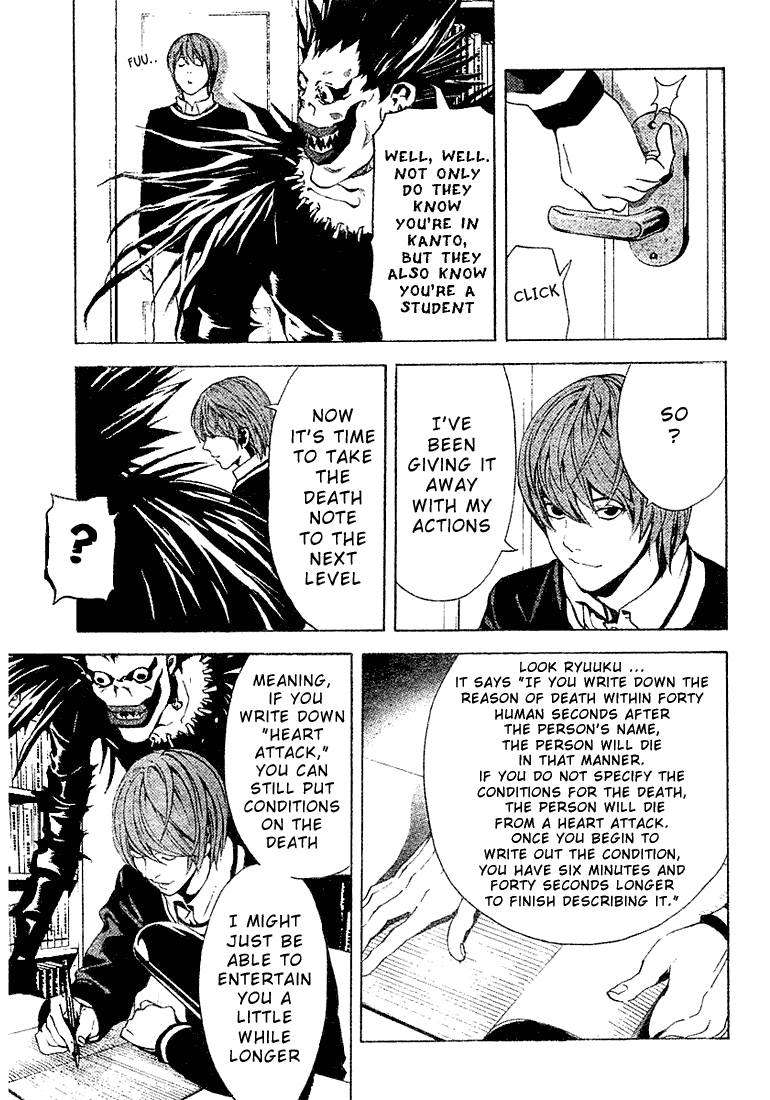 CLICK
FUU..
WELL, WELL.
NOT ONLY
DO THEY
KNOW
YOU'RE IN
KANTO,
BUT THEY
ALSO KNOW
YOU'RE A
STUDENT
SO
?
I'VE
BEEN
GIVING IT
AWAY
WITH MY
ACTIONS
NOW
IT'S TIME
TO TAKE
THE
DEATH
NOTE
TO THE
NEXT
LEVEL
?
LOOK RYUUKU ...
IT SAYS "IF YOU WRITE DOWN THE
REASON OF DEATH WITHIN FORTY
HUMAN SECONDS AFTER
THE PERSON'S NAME,
THE PERSON WILL DIE
IN THAT MANNER.
IF YOU DO NOT SPECIFY THE
CONDITIONS FOR THE DEATH,
THE PERSON WILL DIE
FROM A HEART ATTACK.
ONCE YOU BEGIN TO
WRITE OUT THE CONDITION,
YOU HAVE SIX MINUTES AND
FORTY SECONDS LONGER
TO FINISH DESCRIBING IT."
MEANING,
IF YOU
WRITE DOWN
"HEART
ATTACK,"
YOU CAN
STILL PUT
CONDITIONS
ON THE
DEATH
I MIGHT
JUST BE
ABLE TO
ENTERTAIN
YOU A
LITTLE
WHILE
LONGER